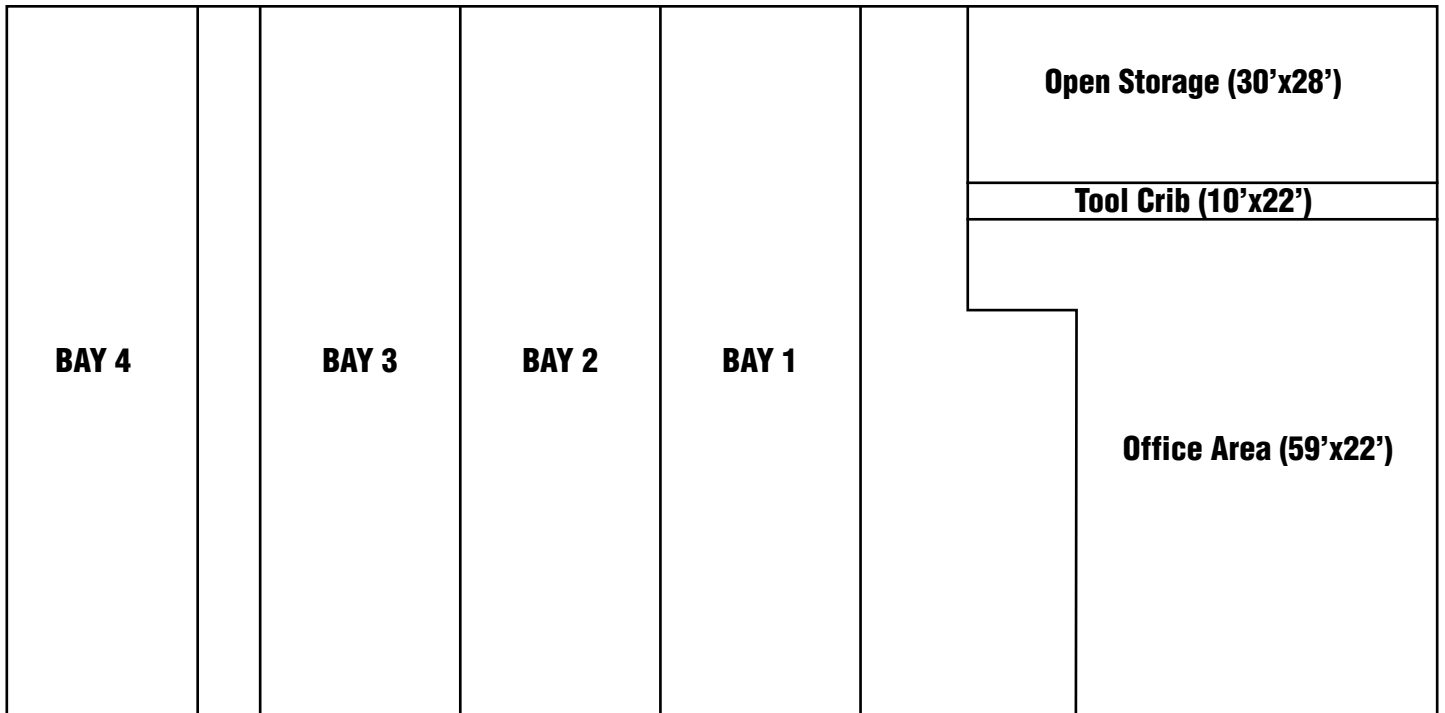 Open Storage (30’x28’)
Tool Crib (10’x22’)
BAY 4
BAY 3
BAY 2
BAY 1
Office Area (59’x22’)